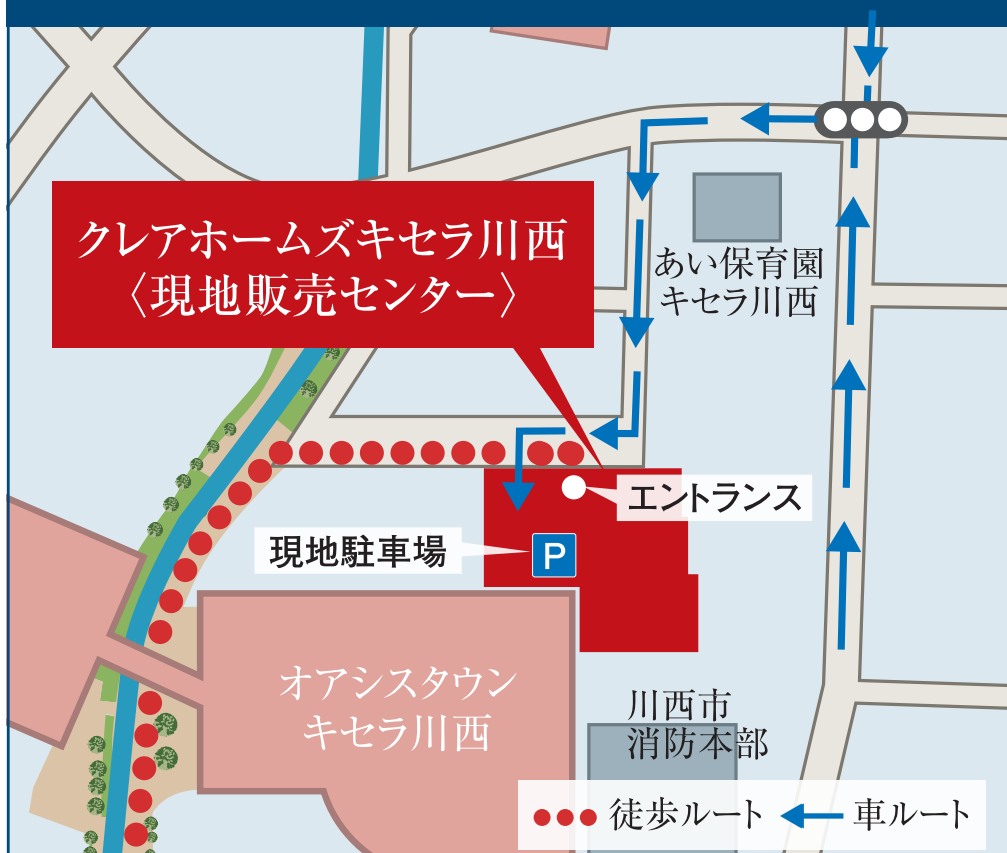 クレアホームズキセラ川西
〈現地販売センター〉
あい保育園
キセラ川西
エントランス
現地駐車場
P
オアシスタウン
キセラ川西
川西市
消防本部
徒歩ルート
車ルート